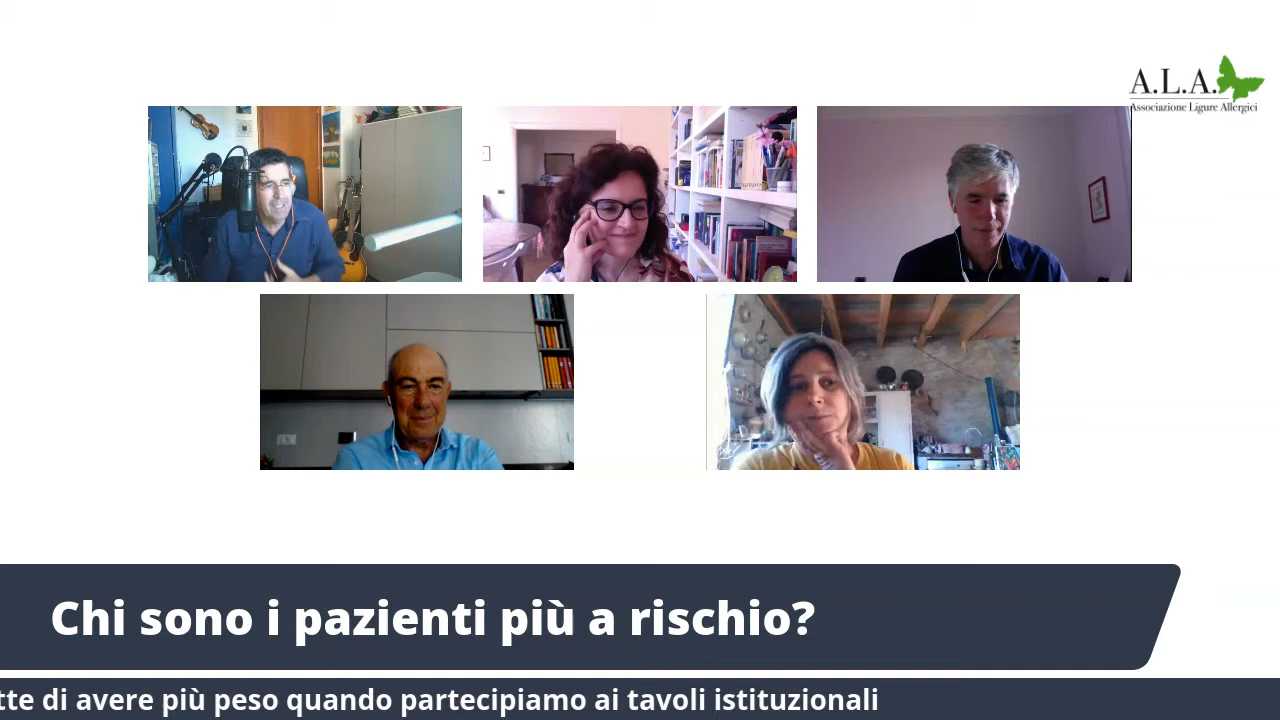 A.L.A.
Associazione Ligure Allergici
Chi sono i pazienti più a rischio?
tte di avere più peso quando partecipiamo ai tavoli istituzionali